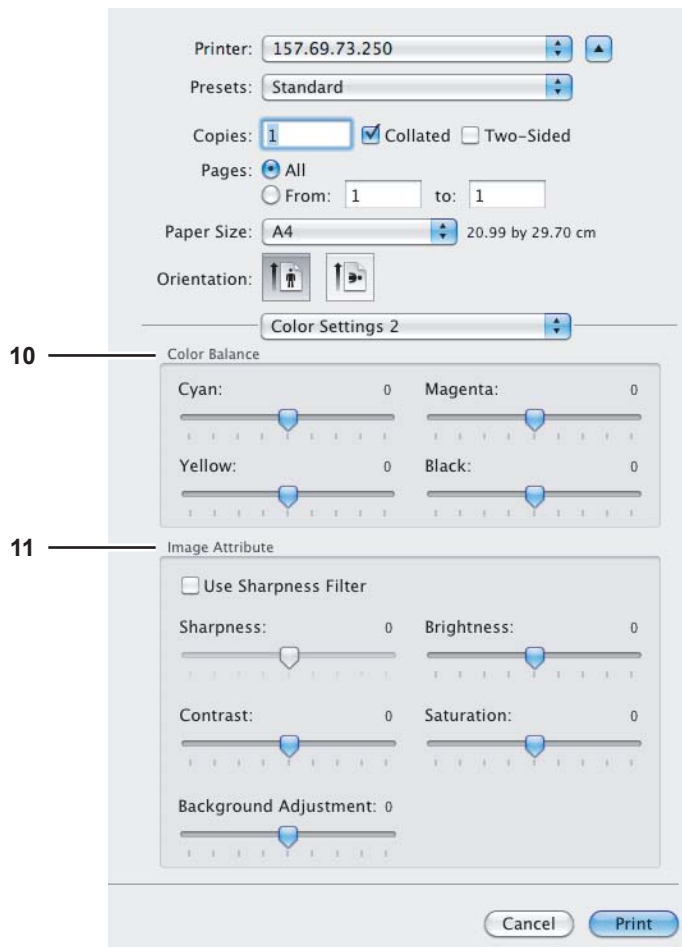 Printer: 157.69.73.250
Presets: Standard
Copies: 1 Collated Two-Sided
Pages: All
From: 1 to: 1
Paper Size: A4 20.99 by 29.70 cm
Orientation:
Color Settings 2
10 Color Balance
Cyan: 0 Magenta: 0
Yellow: 0 Black: 0
11 Image Attribute
Use Sharpness Filter
Sharpness: 0 Brightness: 0
Contrast: 0 Saturation: 0
Background Adjustment: 0
Cancel Print